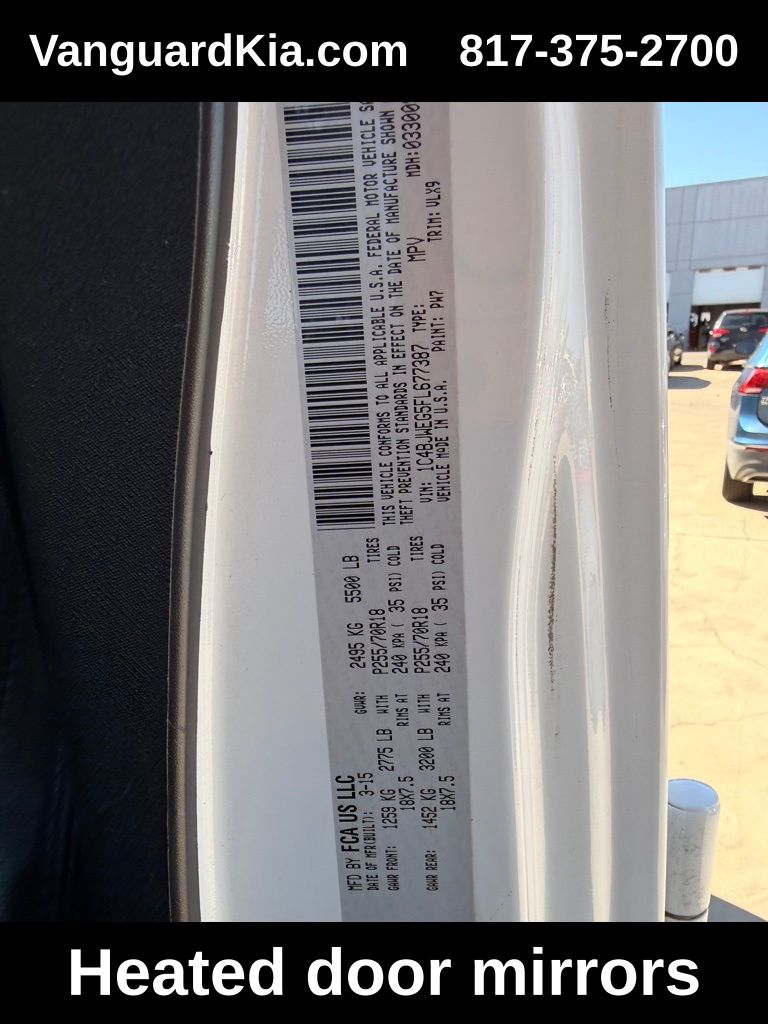 VanguardKia.com 817-375-2700
MFD BY FCA US LLC
DATE OF MFR(BUILT): 3-15 GVWR: 2495 KG 5500 LB
GAWR FRONT: 1259 KG 2775 LB WITH P255/70R18 TIRES
18X7.5 RIMS AT 240 KPA ( 35 PSI) COLD
GAWR REAR: 1452 KG 3200 LB WITH P255/70R18 TIRES
18X7.5 RIMS AT 240 KPA ( 35 PSI) COLD
THIS VEHICLE CONFORMS TO ALL APPLICABLE U.S.A. FEDERAL MOTOR VEHICLE
THEFT PREVENTION STANDARDS IN EFFECT ON THE DATE OF MANUFACTURE SHOWN
VIN: 1C4BJWEG5FL677387 TYPE: MPV MDH:03300
VEHICLE MADE IN U.S.A. PAINT: PW7 TRIM: VLX9
Heated door mirrors